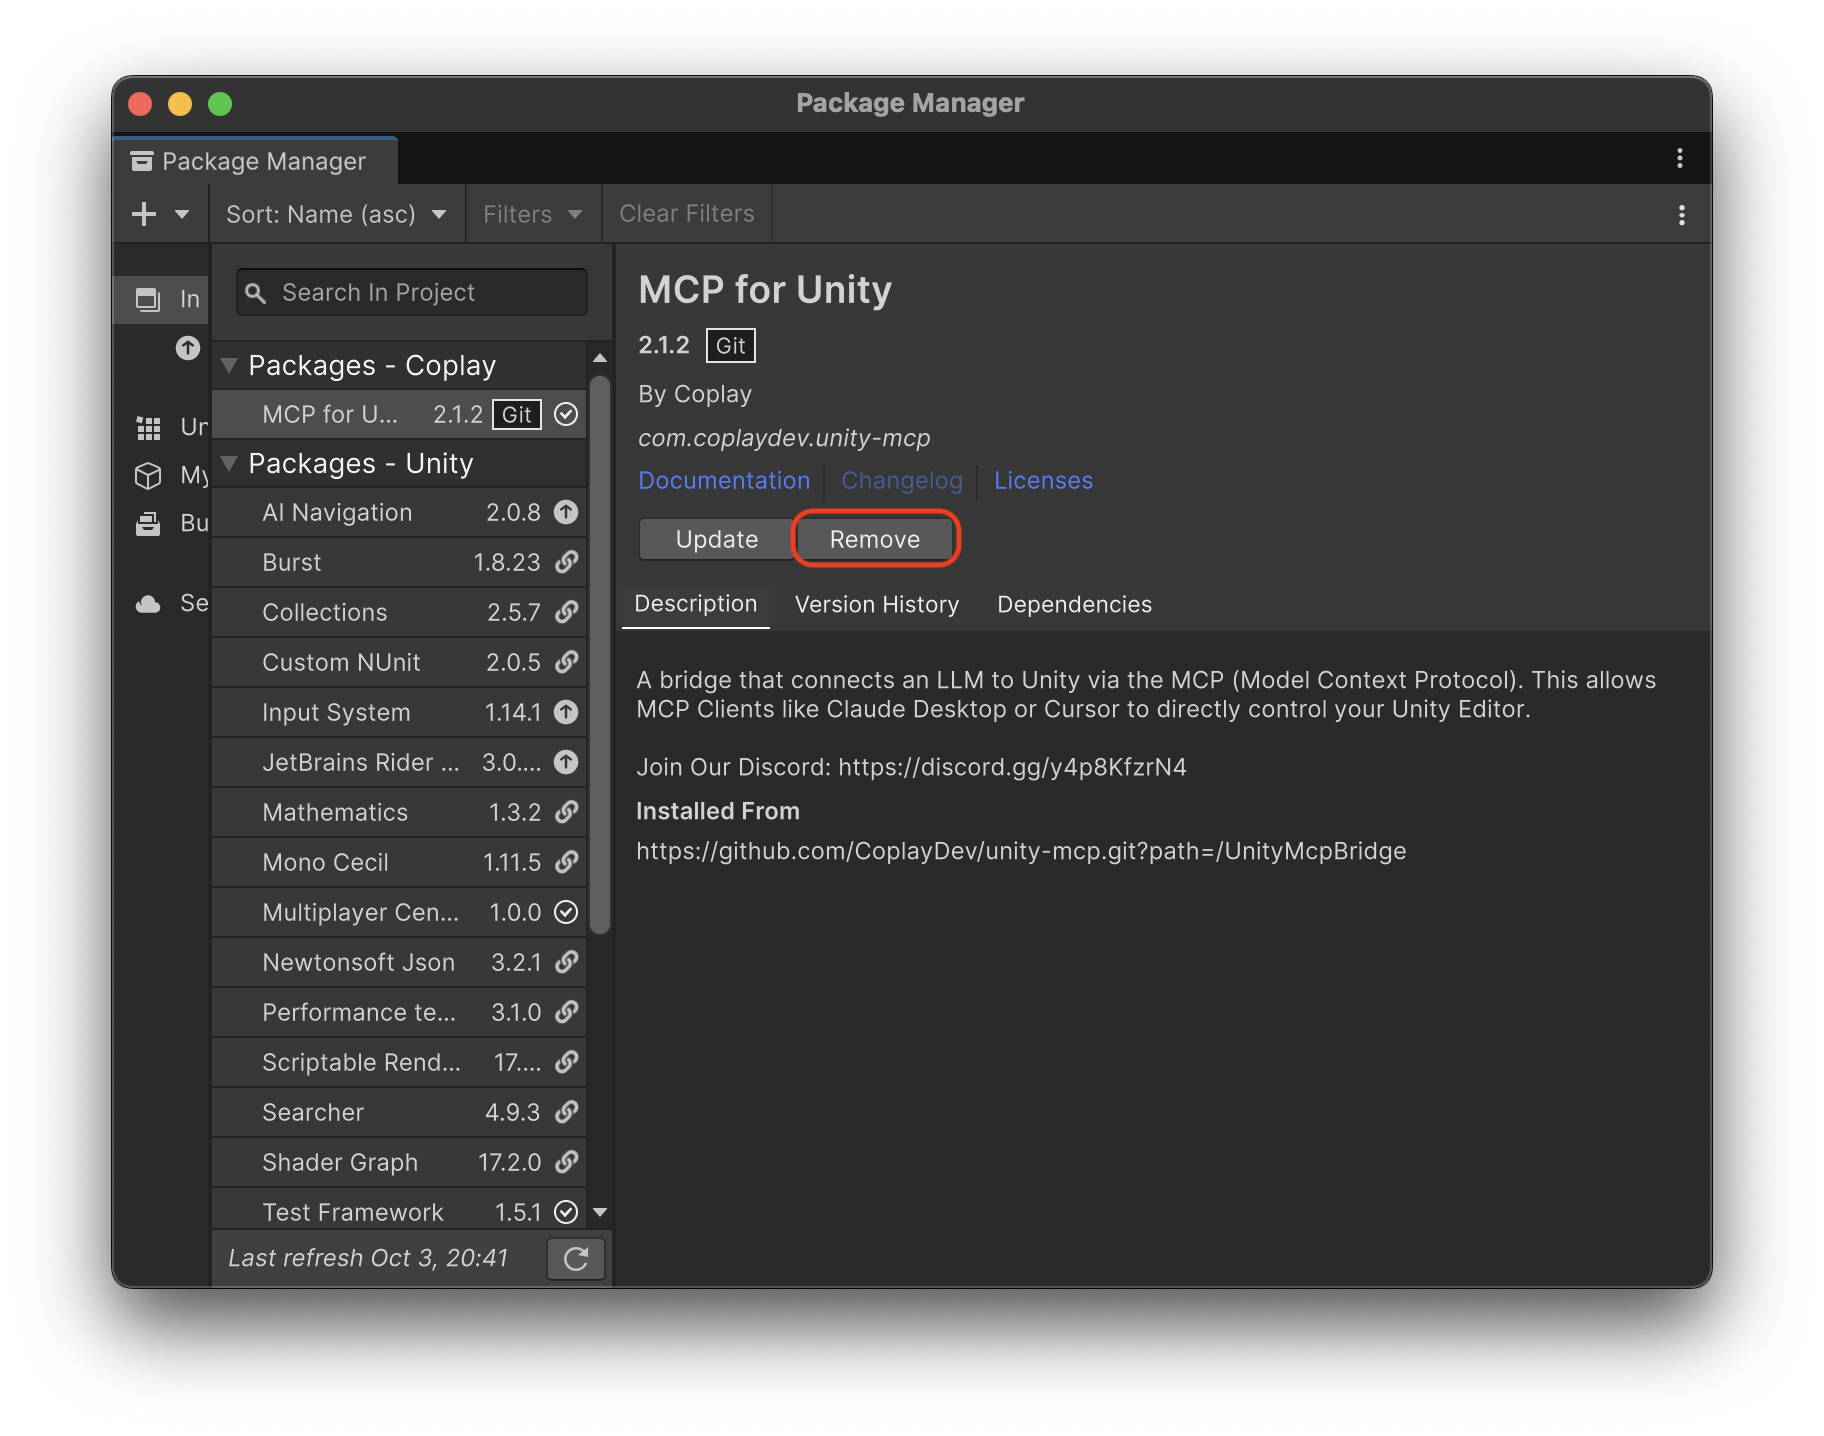 Package Manager
Package Manager
Sort: Name (asc)
Filters
Clear Filters
In
Un
My
Bu
Se
Search In Project
Packages - Coplay
MCP for U... 2.1.2 Git
Packages - Unity
AI Navigation 2.0.8
Burst 1.8.23
Collections 2.5.7
Custom NUnit 2.0.5
Input System 1.14.1
JetBrains Rider ... 3.0....
Mathematics 1.3.2
Mono Cecil 1.11.5
Multiplayer Cen... 1.0.0
Newtonsoft Json 3.2.1
Performance te... 3.1.0
Scriptable Rend... 17....
Searcher 4.9.3
Shader Graph 17.2.0
Test Framework 1.5.1
Last refresh Oct 3, 20:41
MCP for Unity
2.1.2 Git
By Coplay
com.coplaydev.unity-mcp
Documentation Changelog Licenses
Update Remove
Description Version History Dependencies
A bridge that connects an LLM to Unity via the MCP (Model Context Protocol). This allows
MCP Clients like Claude Desktop or Cursor to directly control your Unity Editor.
Join Our Discord: https://discord.gg/y4p8KfzrN4
Installed From
https://github.com/CoplayDev/unity-mcp.git?path=/UnityMcpBridge